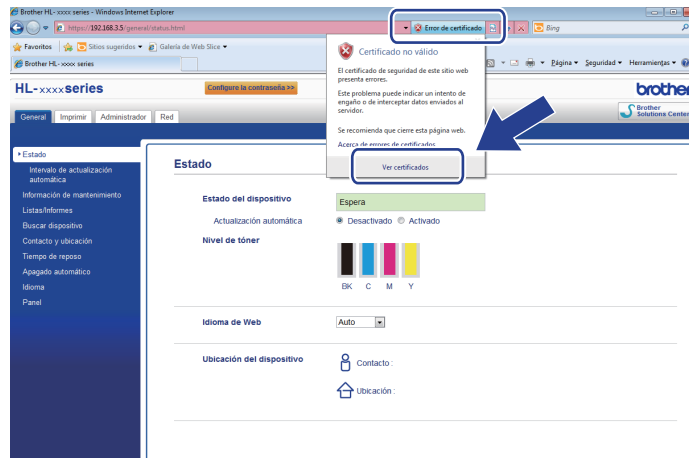 Brother HL- xxxx series - Windows Internet Explorer
https://192.168.3.5/general/status.html
Error de certificado
Bing
Favoritos
Sitios sugeridos
Galería de Web Slice
Brother HL- xxxx series
Página
Seguridad
Herramientas
Certificado no válido
El certificado de seguridad de este sitio web
presenta errores.
Este problema puede indicar un intento de
engaño o de interceptar datos enviados al
servidor.
Se recomienda que cierre esta página web.
Acerca de errores de certificados
Ver certificados
HL-xxxxseries
Configure la contraseña >>
brother
General
Imprimir
Administrador
Red
Brother
Solutions Center
Estado
Intervalo de actualización
automática
Información de mantenimiento
Listas/Informes
Buscar dispositivo
Contacto y ubicación
Tiempo de reposo
Apagado automático
Idioma
Panel
Estado
Estado del dispositivo
Espera
Actualización automática
Desactivado
Activado
Nivel de tóner
BK C M Y
Idioma de Web
Auto
Ubicación del dispositivo
Contacto :
Ubicación :